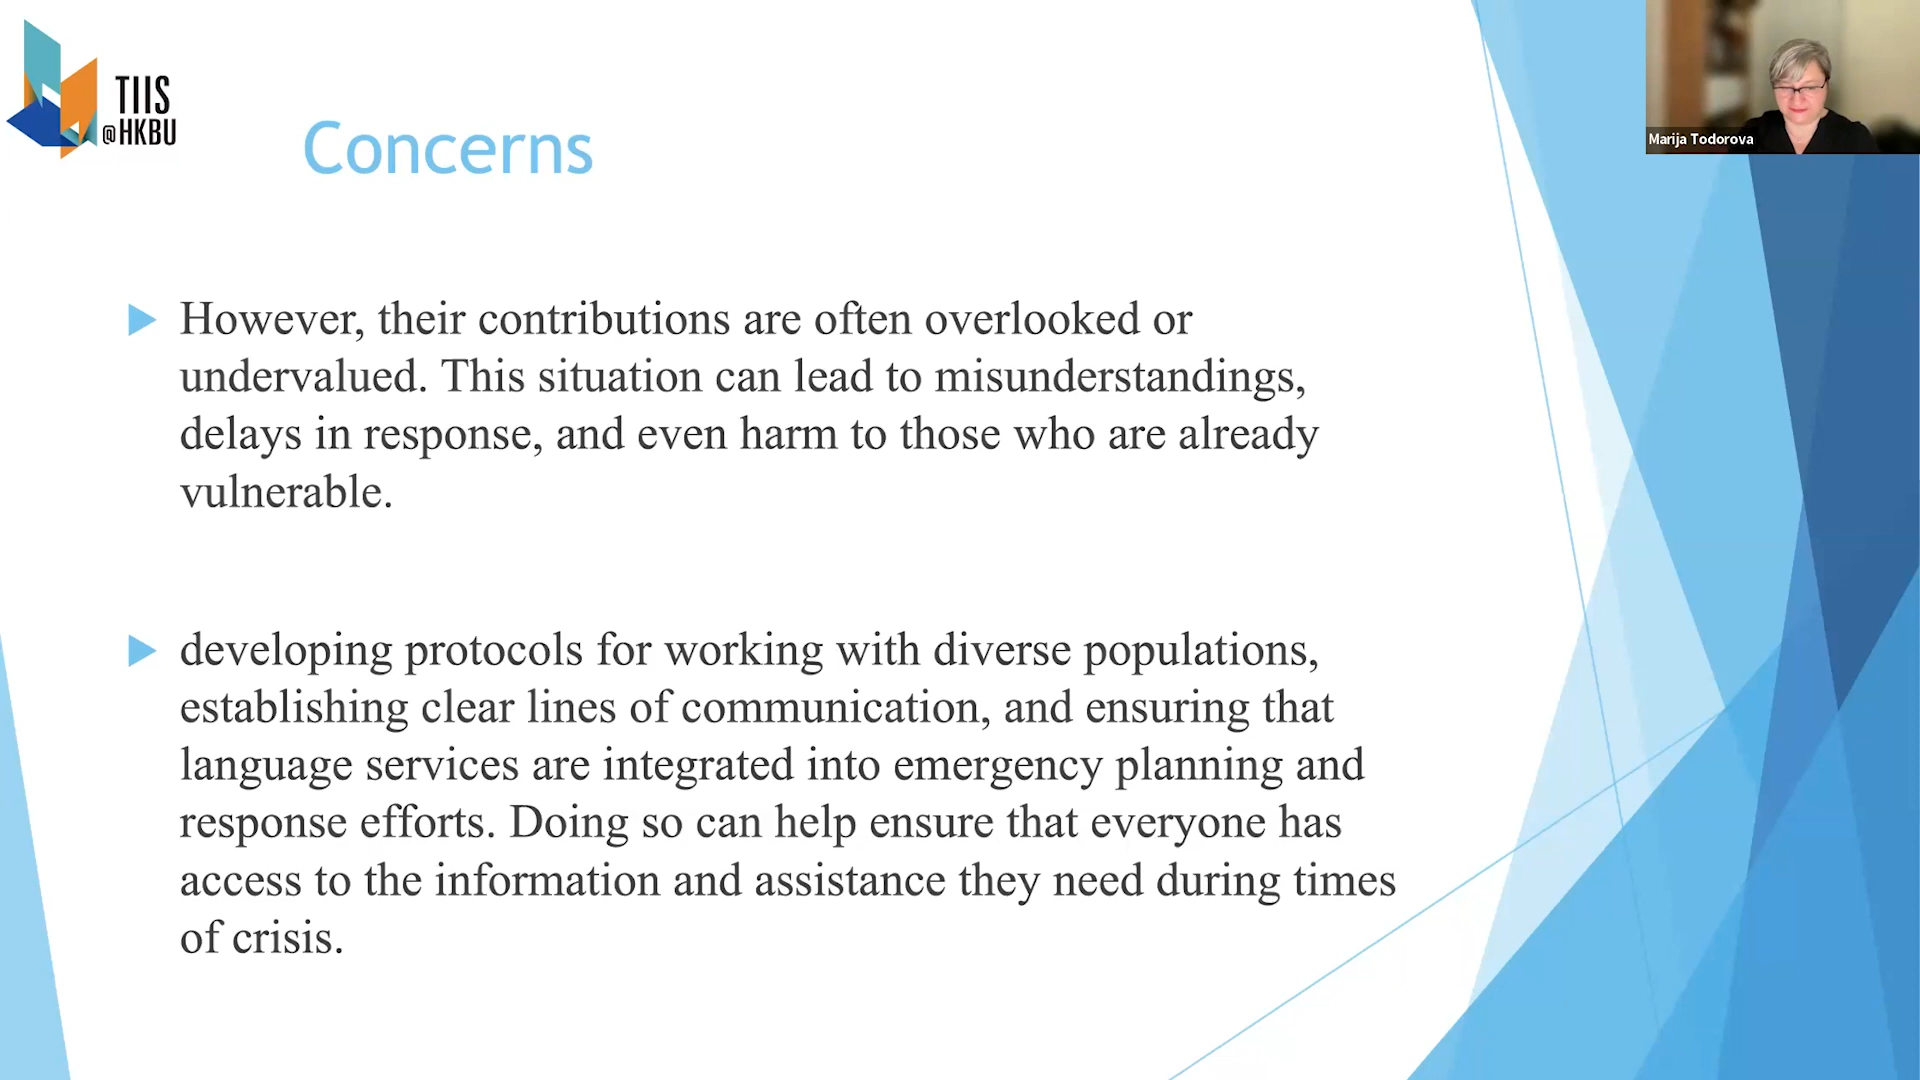 TIIS
@HKBU
Concerns
Marija Todorova
However, their contributions are often overlooked or
undervalued. This situation can lead to misunderstandings,
delays in response, and even harm to those who are already
vulnerable.
developing protocols for working with diverse populations,
establishing clear lines of communication, and ensuring that
language services are integrated into emergency planning and
response efforts. Doing so can help ensure that everyone has
access to the information and assistance they need during times
of crisis.